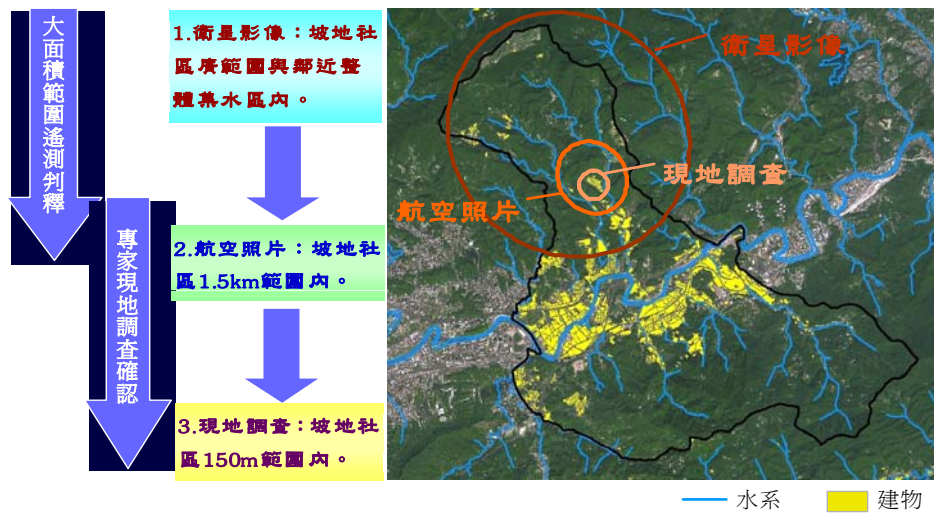 大面積範圍遙測判釋
專家現地調查確認
1.衛星影像：坡地社
區廣範圍與鄰近整
體集水區內。
2.航空照片：坡地社
區1.5km範圍內。
3.現地調查：坡地社
區150m範圍內。
衛星影像
現地調查
航空照片
水系
建物